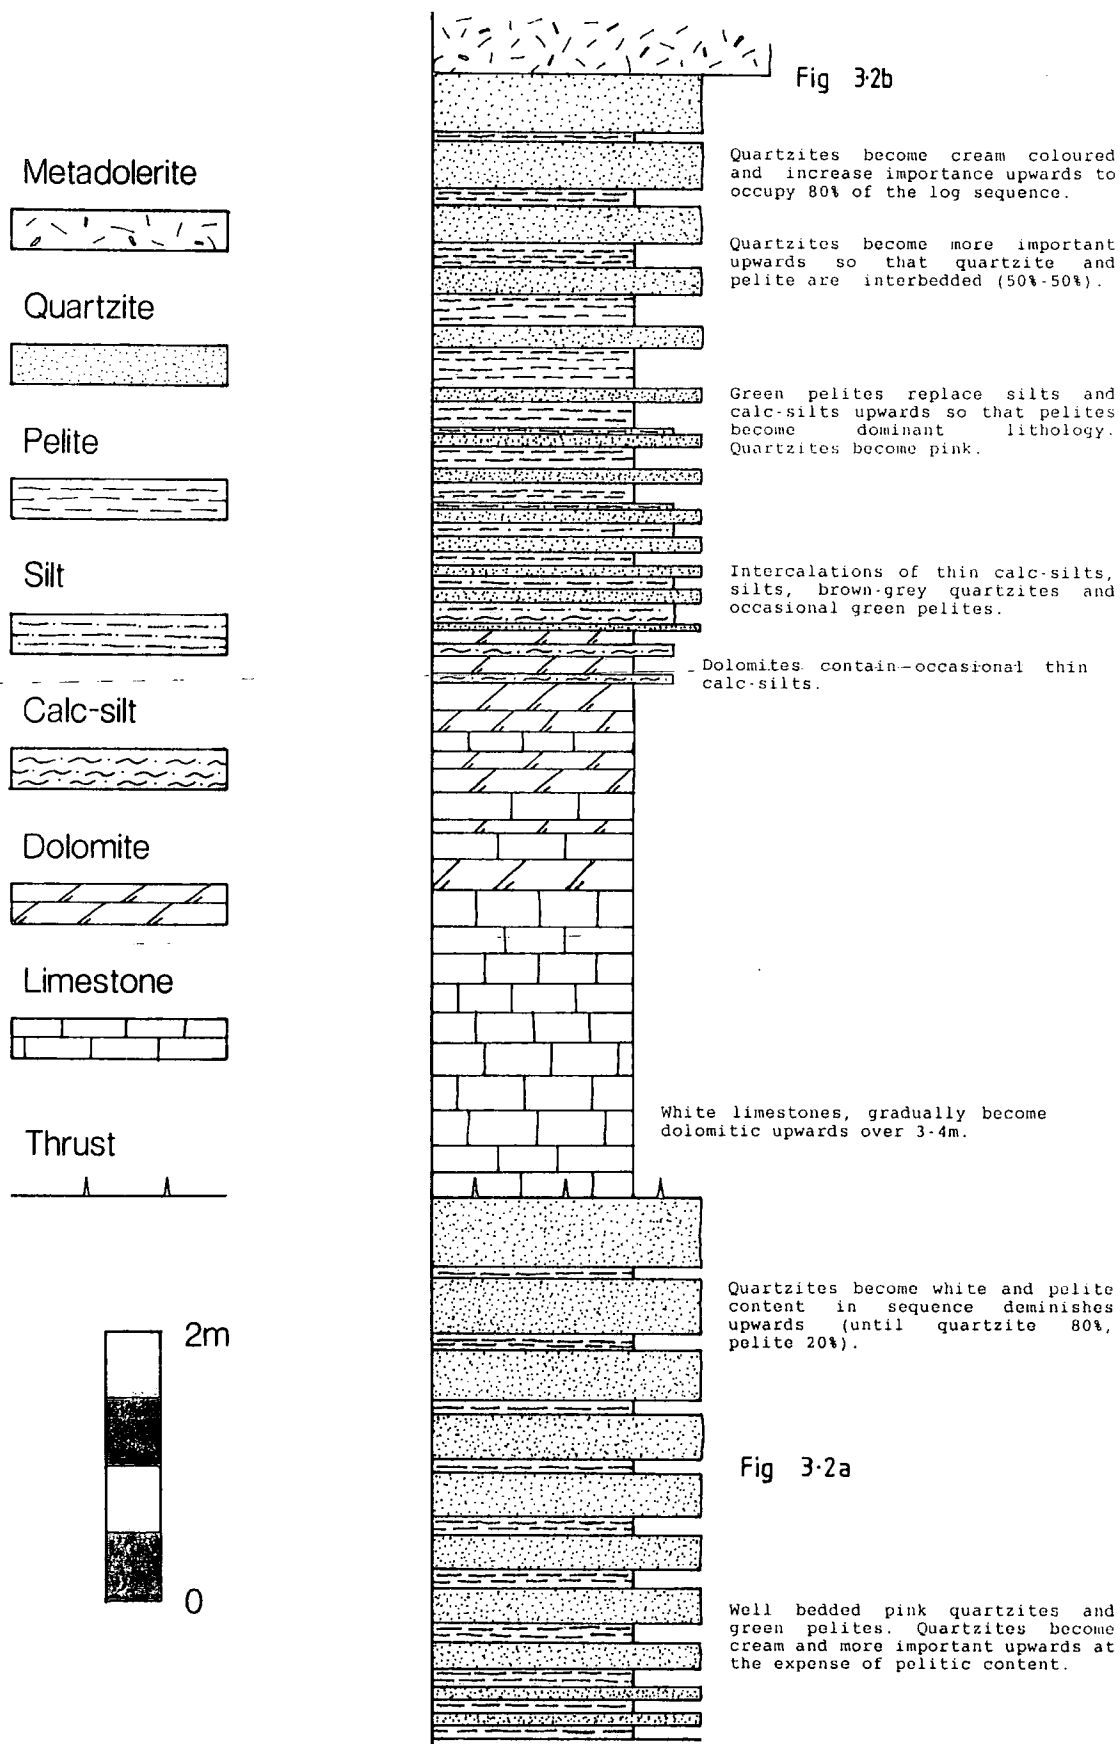 Metadolerite
Quartzite
Pelite
Silt
Calc-silt
Dolomite
Limestone
Thrust
2m
0
Fig 3·2b
Quartzites become cream coloured
and increase importance upwards to
occupy 80% of the log sequence.
Quartzites become more important
upwards so that quartzite and
pelite are interbedded (50%-50%).
Green pelites replace silts and
calc-silts upwards so that pelites
become dominant lithology.
Quartzites become pink.
Intercalations of thin calc-silts,
silts, brown-grey quartzites and
occasional green pelites.
Dolomites contain occasional thin
calc-silts.
White limestones, gradually become
dolomitic upwards over 3-4m.
Quartzites become white and pelite
content in sequence deminishes
upwards (until quartzite 80%,
pelite 20%).
Fig 3·2a
Well bedded pink quartzites and
green pelites. Quartzites become
cream and more important upwards at
the expense of pelitic content.